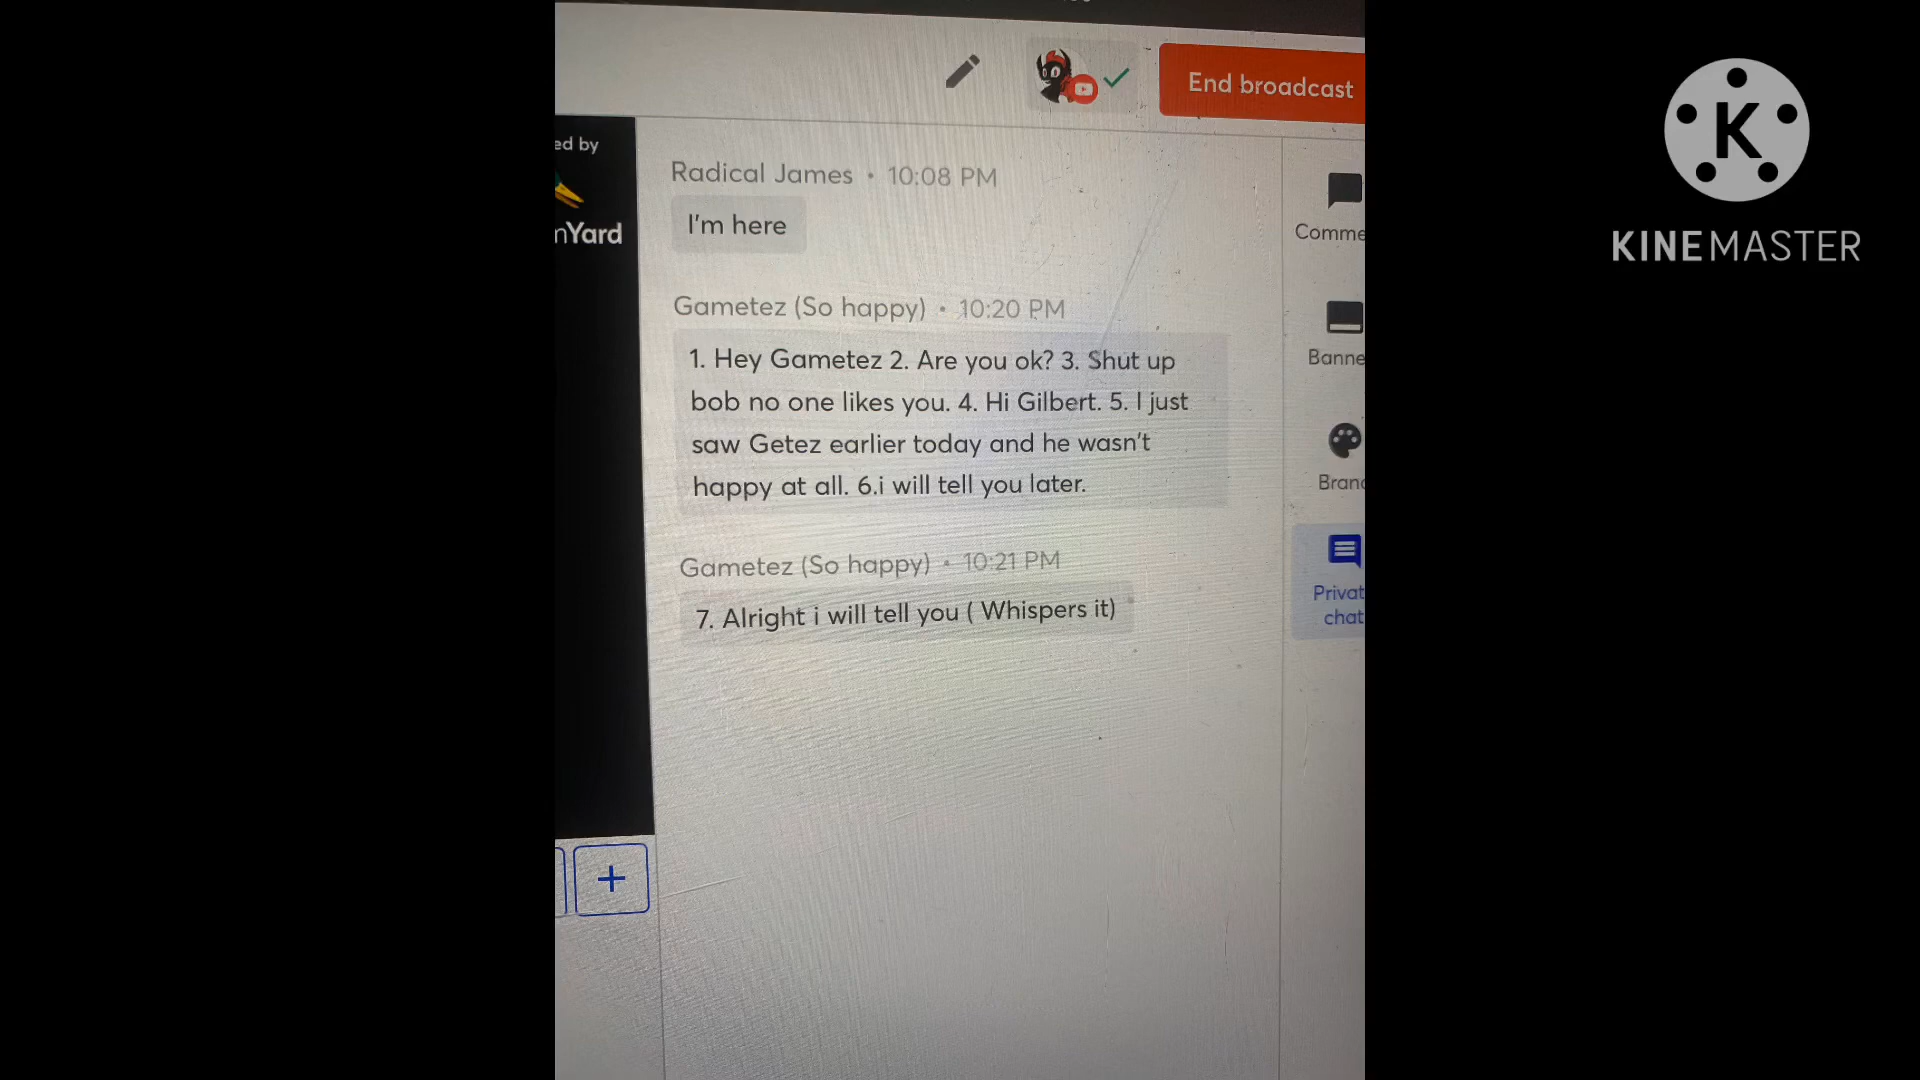 End broadcast
ed by
nYard
Radical James • 10:08 PM
I'm here
Gametez (So happy) • 10:20 PM
1. Hey Gametez 2. Are you ok? 3. Shut up
bob no one likes you. 4. Hi Gilbert. 5. I just
saw Getez earlier today and he wasn't
happy at all. 6.i will tell you later.
Gametez (So happy) • 10:21 PM
7. Alright i will tell you ( Whispers it)
Comme
Banne
Bran
Privat
chat
K
KINEMASTER